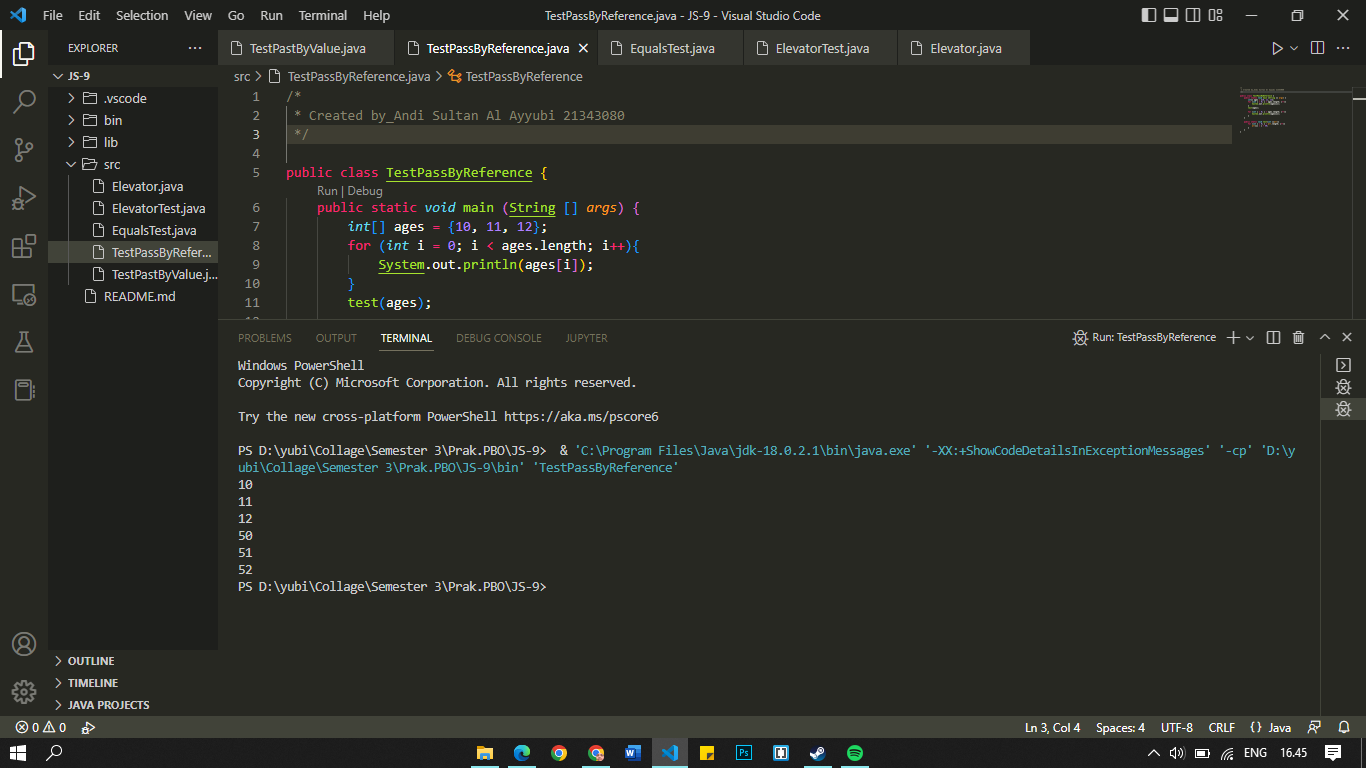 File Edit Selection View Go Run Terminal Help
TestPassByReference.java - JS-9 - Visual Studio Code
EXPLORER
JS-9
.vscode
bin
lib
src
Elevator.java
ElevatorTest.java
EqualsTest.java
TestPassByRefer...
TestPastByValue.j...
README.md
OUTLINE
TIMELINE
JAVA PROJECTS
TestPastByValue.java TestPassByReference.java EqualsTest.java ElevatorTest.java Elevator.java
src > TestPassByReference.java > TestPassByReference
1 /*
2 * Created by_Andi Sultan Al Ayyubi 21343080
3 */
4
5 public class TestPassByReference {
Run | Debug
6 public static void main (String [] args) {
7 int[] ages = {10, 11, 12};
8 for (int i = 0; i < ages.length; i++){
9 System.out.println(ages[i]);
10 }
11 test(ages);
PROBLEMS OUTPUT TERMINAL DEBUG CONSOLE JUPYTER
Run: TestPassByReference
Windows PowerShell
Copyright (C) Microsoft Corporation. All rights reserved.
Try the new cross-platform PowerShell https://aka.ms/pscore6
PS D:\yubi\Collage\Semester 3\Prak.PBO\JS-9> & 'C:\Program Files\Java\jdk-18.0.2.1\bin\java.exe' '-XX:+ShowCodeDetailsInExceptionMessages' '-cp' 'D:\y
ubi\Collage\Semester 3\Prak.PBO\JS-9\bin' 'TestPassByReference'
10
11
12
50
51
52
PS D:\yubi\Collage\Semester 3\Prak.PBO\JS-9>
0 0
Ln 3, Col 4 Spaces: 4 UTF-8 CRLF {} Java
ENG 16.45